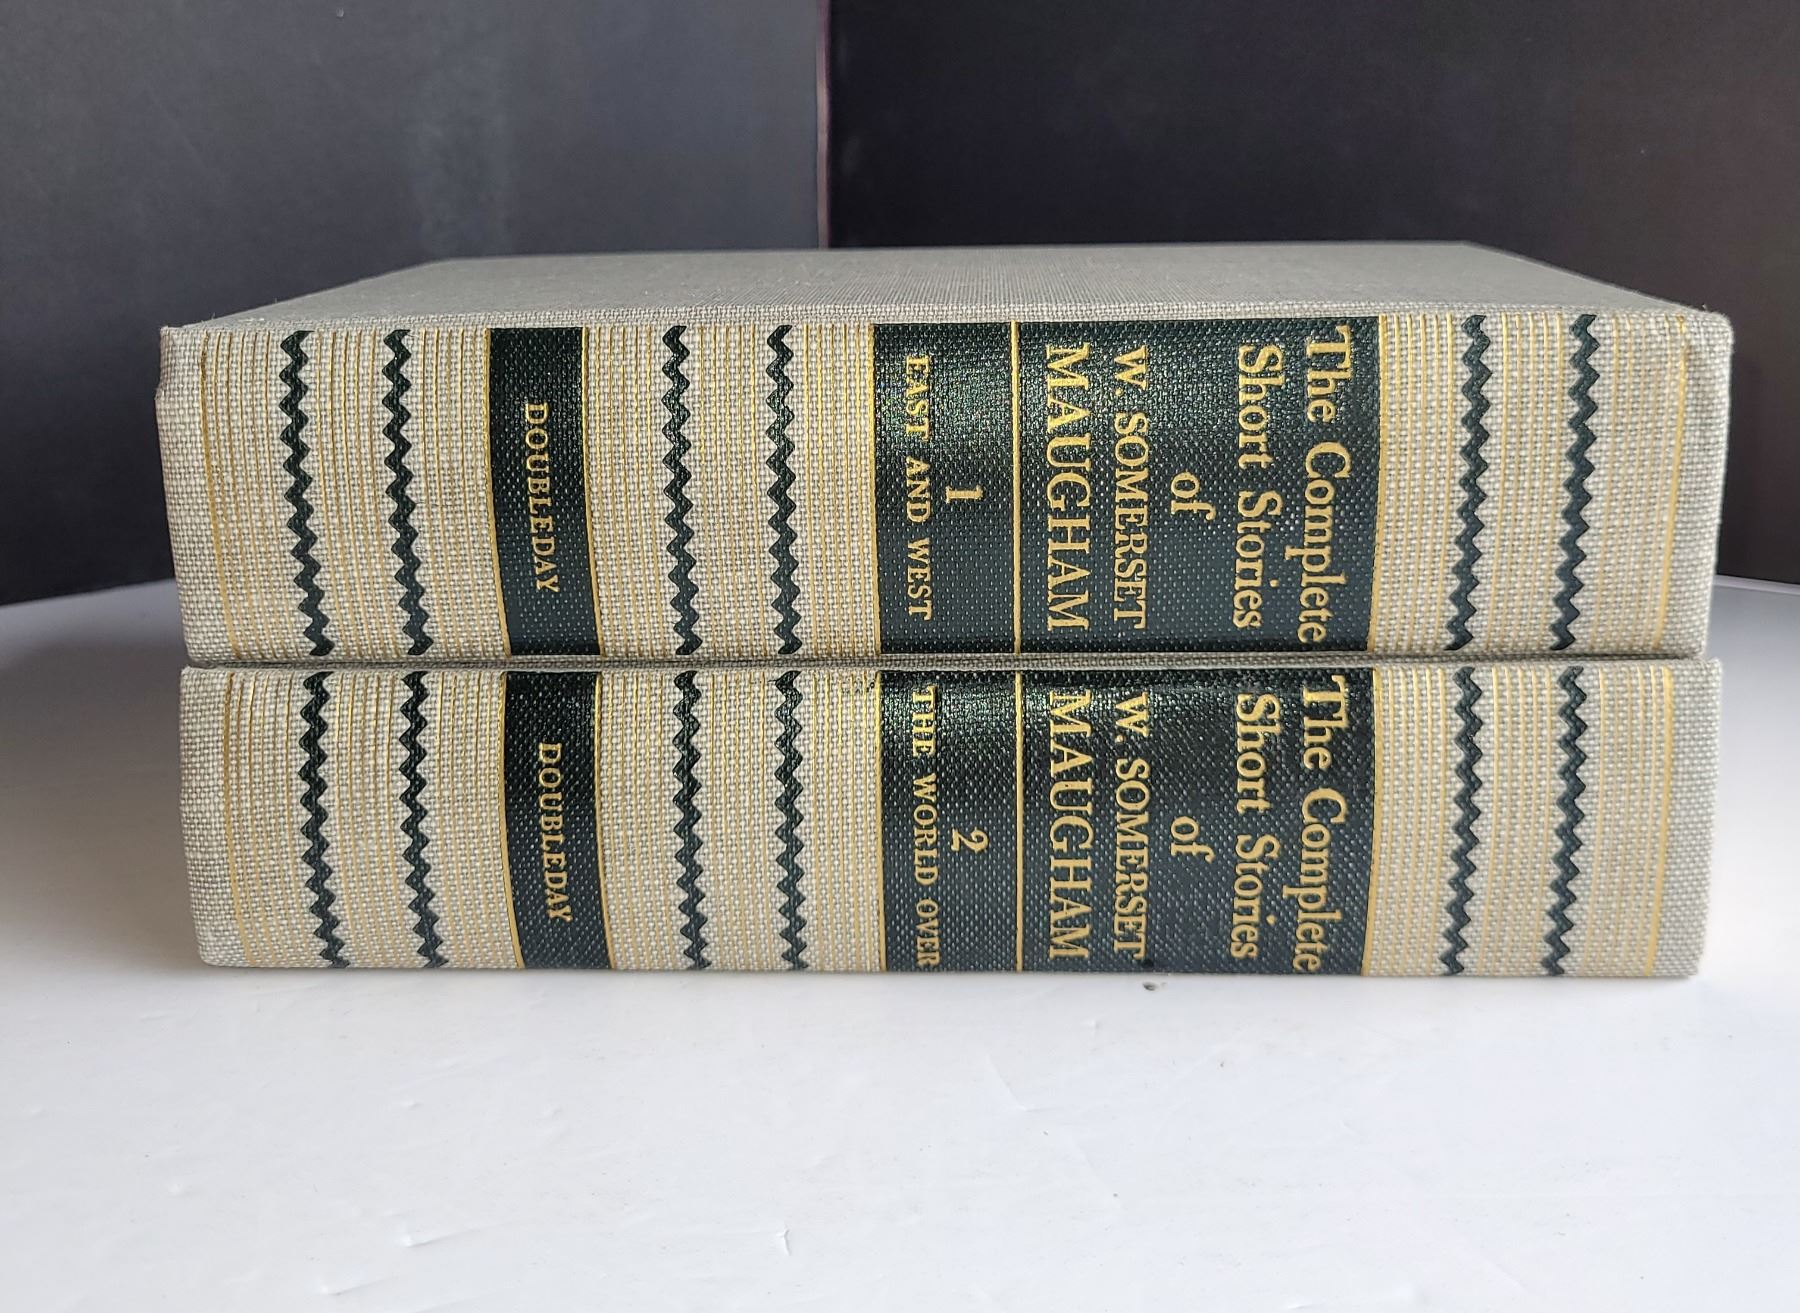 The Complete
Short Stories
of
W. SOMERSET
MAUGHAM
1
EAST AND WEST
DOUBLEDAY
The Complete
Short Stories
of
W. SOMERSET
MAUGHAM
2
THE WORLD OVER
DOUBLEDAY